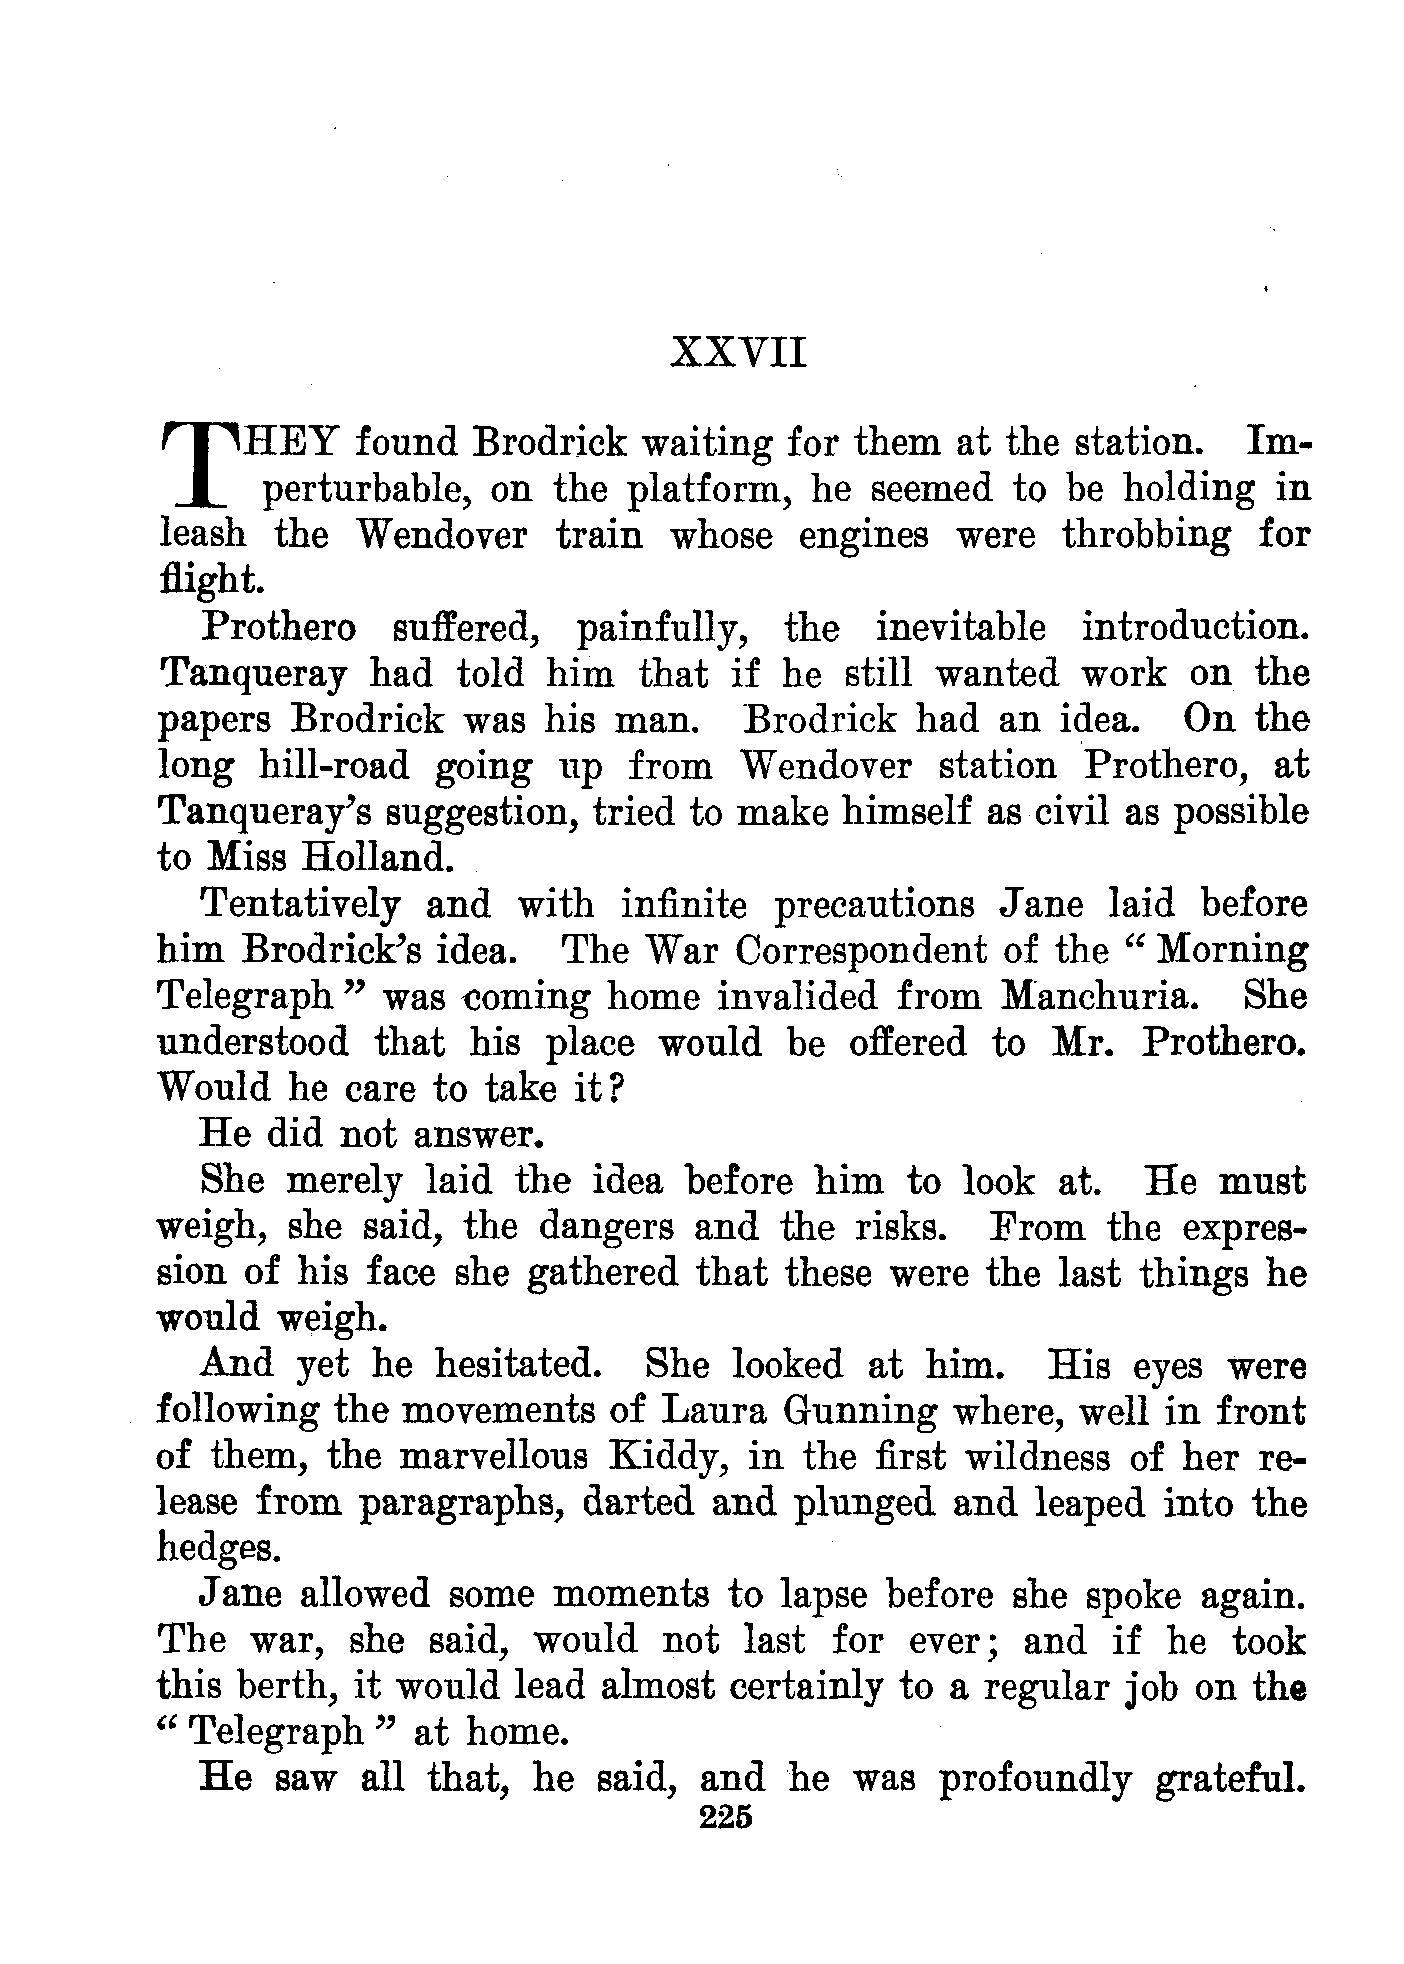 XXVII
THEY found Brodrick waiting for them at the station. Im-
perturbable, on the platform, he seemed to be holding in
leash the Wendover train whose engines were throbbing for
flight.
Prothero suffered, painfully, the inevitable introduction.
Tanqueray had told him that if he still wanted work on the
papers Brodrick was his man. Brodrick had an idea. On the
long hill-road going up from Wendover station Prothero, at
Tanqueray's suggestion, tried to make himself as civil as possible
to Miss Holland.
Tentatively and with infinite precautions Jane laid before
him Brodrick's idea. The War Correspondent of the “ Morning
Telegraph ” was coming home invalided from Manchuria. She
understood that his place would be offered to Mr. Prothero.
Would he care to take it?
He did not answer.
She merely laid the idea before him to look at. He must
weigh, she said, the dangers and the risks. From the expres-
sion of his face she gathered that these were the last things he
would weigh.
And yet he hesitated. She looked at him. His eyes were
following the movements of Laura Gunning where, well in front
of them, the marvellous Kiddy, in the first wildness of her re-
lease from paragraphs, darted and plunged and leaped into the
hedges.
Jane allowed some moments to lapse before she spoke again.
The war, she said, would not last for ever; and if he took
this berth, it would lead almost certainly to a regular job on the
“ Telegraph ” at home.
He saw all that, he said, and he was profoundly grateful.
225